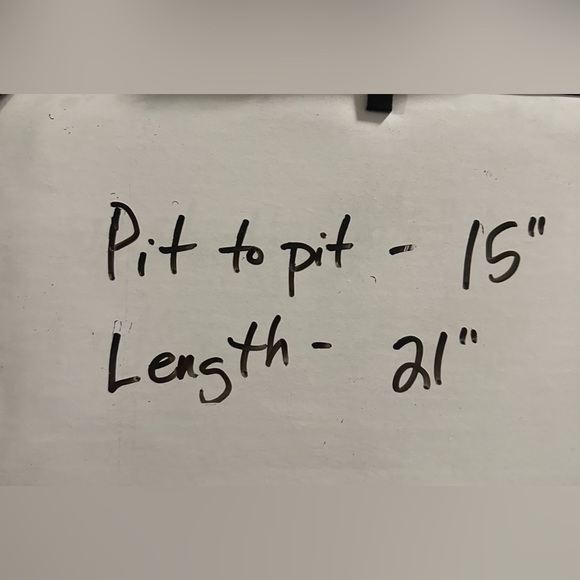 Pit to pit - 15"
Length - 21"